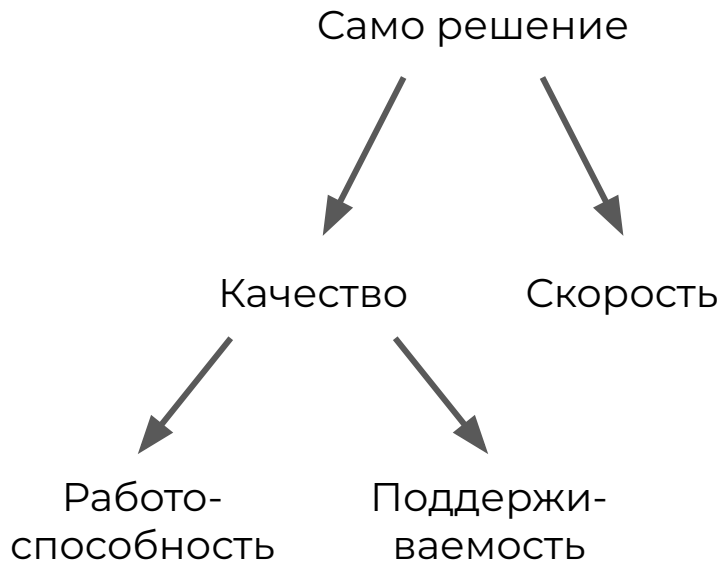 Само решение
Качество
Скорость
Работо-
способность
Поддержи-
ваемость